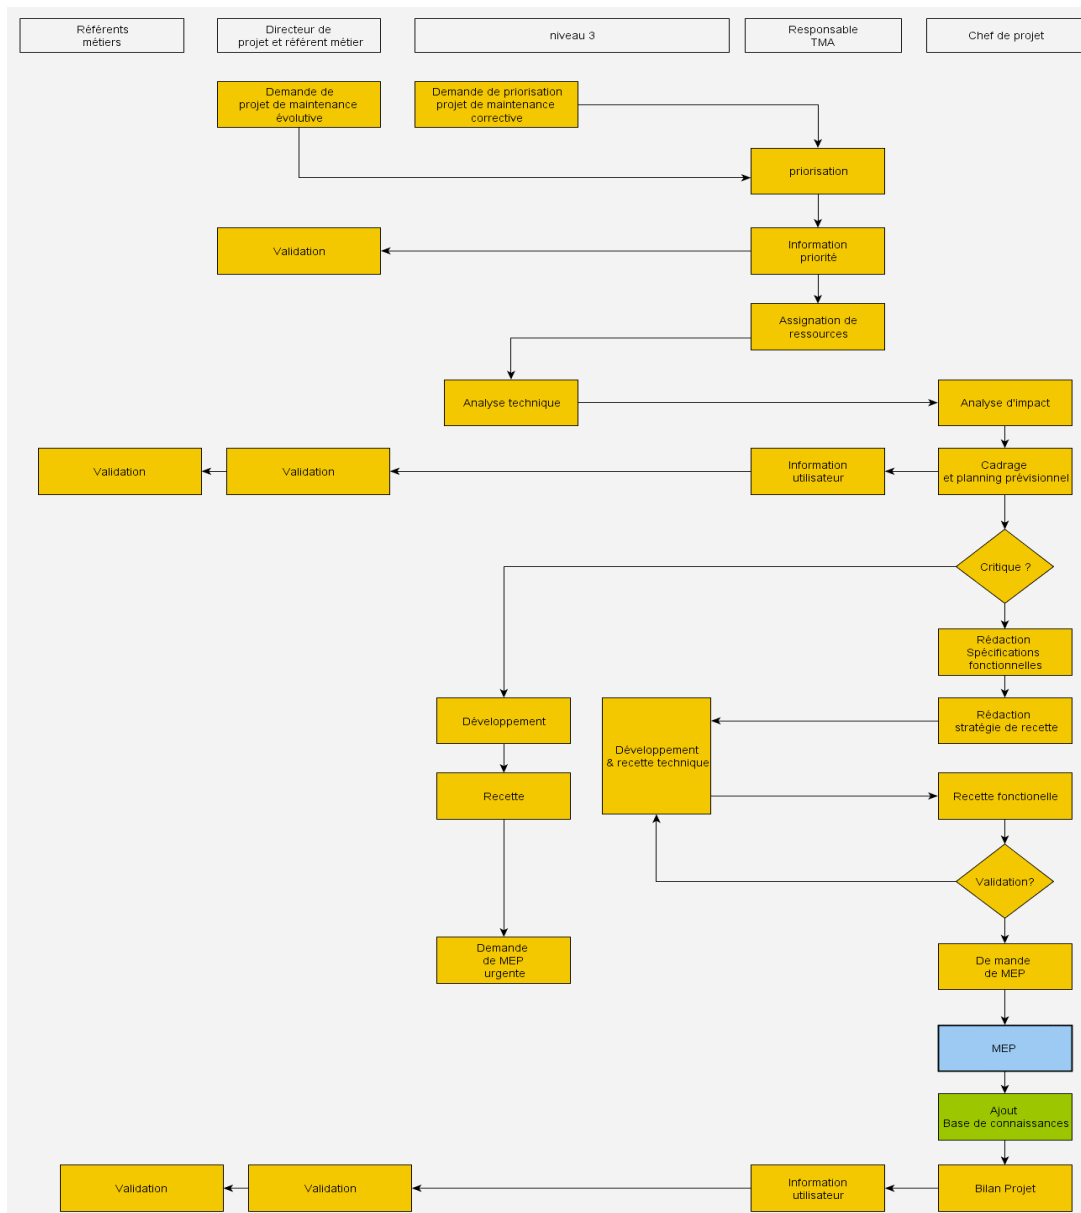 Référents
métiers
Directeur de
projet et référent métier
niveau 3
Responsable
TMA
Chef de projet
Demande de
projet de maintenance
évolutive
Demande de priorisation
projet de maintenance
corrective
priorisation
Validation
Information
priorité
Assignation de
ressources
Analyse technique
Analyse d'impact
Validation
Validation
Information
utilisateur
Cadrage
et planning prévisionnel
Critique ?
Rédaction
Spécifications
fonctionnelles
Développement
Développement
& recette technique
Rédaction
stratégie de recette
Recette
Recette fonctionelle
Validation?
Demande
de MEP
urgente
De mande
de MEP
MEP
Ajout
Base de connaissances
Validation
Validation
Information
utilisateur
Bilan Projet